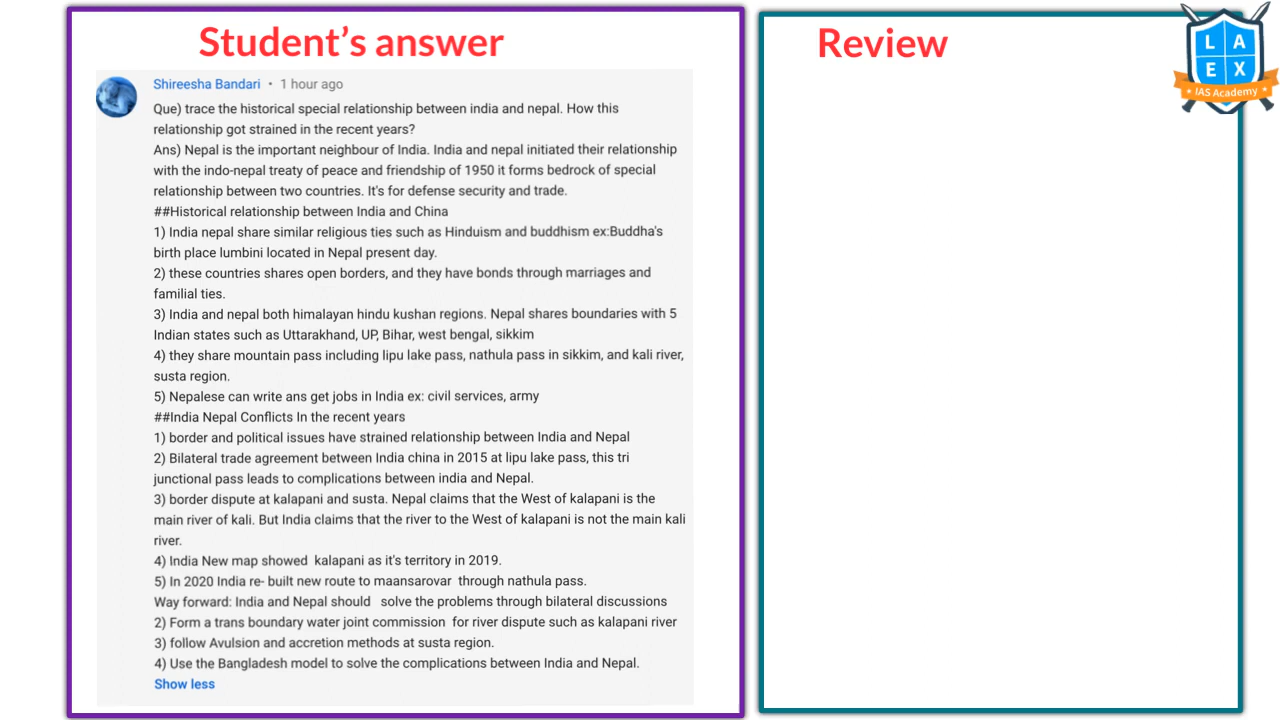 Student's answer
Shireesha Bandari • 1 hour ago
Que) trace the historical special relationship between india and nepal. How this
relationship got strained in the recent years?
Ans) Nepal is the important neighbour of India. India and nepal initiated their relationship
with the indo-nepal treaty of peace and friendship of 1950 it forms bedrock of special
relationship between two countries. It's for defense security and trade.
##Historical relationship between India and China
1) India nepal share similar religious ties such as Hinduism and buddhism ex:Buddha's
birth place lumbini located in Nepal present day.
2) these countries shares open borders, and they have bonds through marriages and
familial ties.
3) India and nepal both himalayan hindu kushan regions. Nepal shares boundaries with 5
Indian states such as Uttarakhand, UP, Bihar, west bengal, sikkim
4) they share mountain pass including lipu lake pass, nathula pass in sikkim, and kali river,
susta region.
5) Nepalese can write ans get jobs in India ex: civil services, army
##India Nepal Conflicts In the recent years
1) border and political issues have strained relationship between India and Nepal
2) Bilateral trade agreement between India china in 2015 at lipu lake pass, this tri
junctional pass leads to complications between india and Nepal.
3) border dispute at kalapani and susta. Nepal claims that the West of kalapani is the
main river of kali. But India claims that the river to the West of kalapani is not the main kali
river.
4) India New map showed kalapani as it's territory in 2019.
5) In 2020 India re- built new route to maansarovar through nathula pass.
Way forward: India and Nepal should solve the problems through bilateral discussions
2) Form a trans boundary water joint commission for river dispute such as kalapani river
3) follow Avulsion and accretion methods at susta region.
4) Use the Bangladesh model to solve the complications between India and Nepal.
Show less
Review
L A
E X
IAS Academy